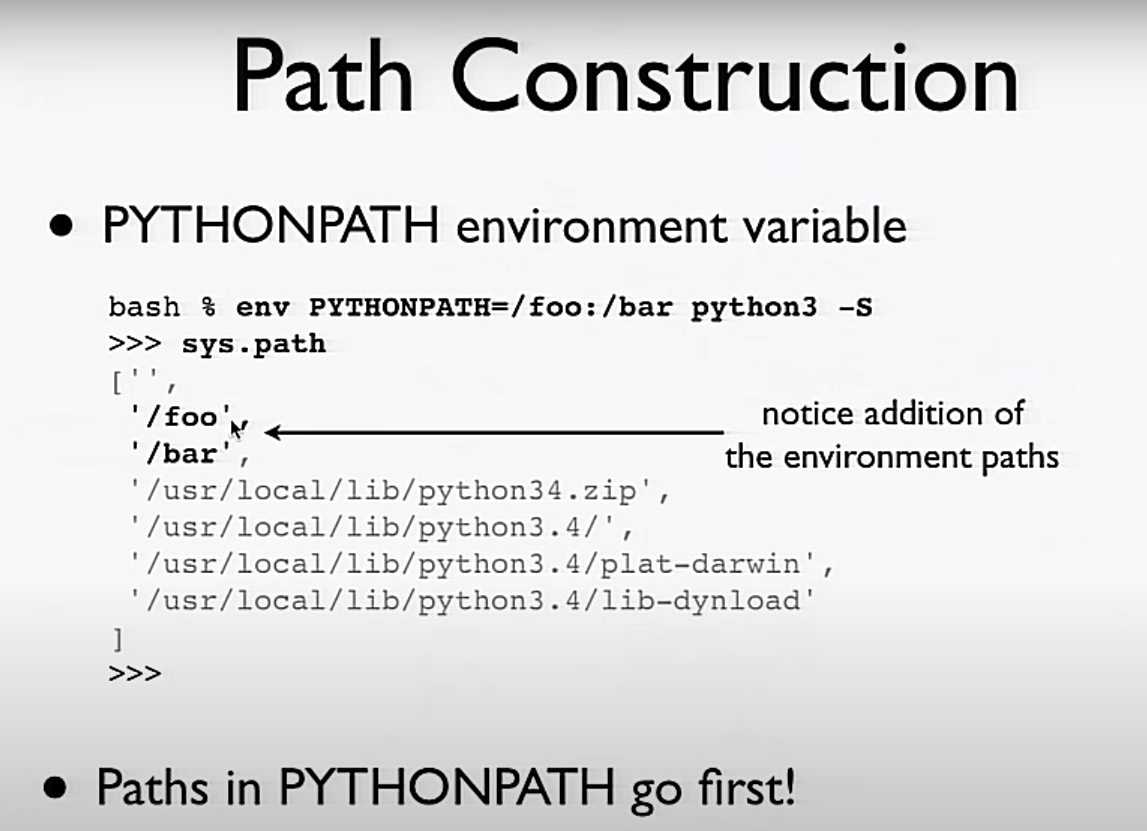 Path Construction
• PYTHONPATH environment variable
bash % env PYTHONPATH=/foo:/bar python3 -S
>>> sys.path
['',
'/foo',
'/bar',
'/usr/local/lib/python34.zip',
'/usr/local/lib/python3.4/',
'/usr/local/lib/python3.4/plat-darwin',
'/usr/local/lib/python3.4/lib-dynload'
]
>>>
notice addition of
the environment paths
• Paths in PYTHONPATH go first!